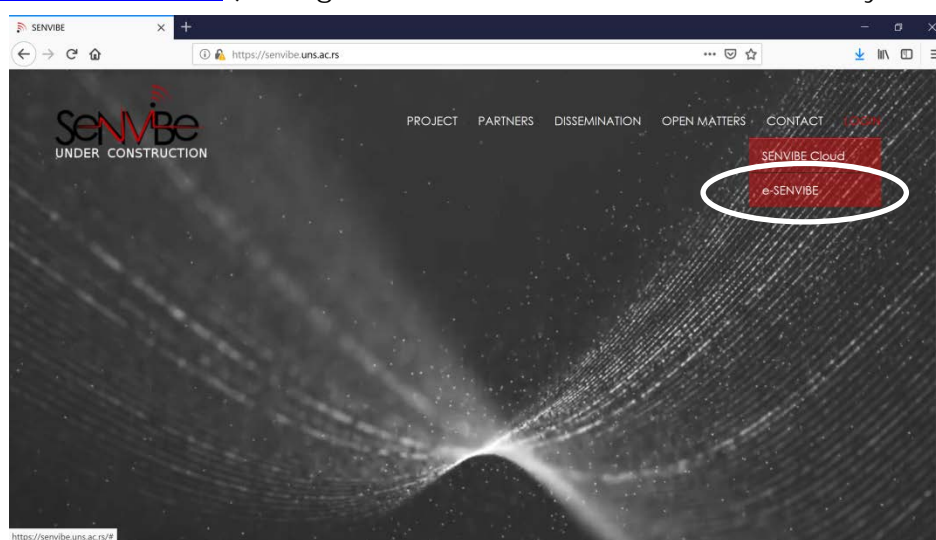 SENVIBE
https://senvibe.uns.ac.rs
SENVIBE
UNDER CONSTRUCTION
PROJECT PARTNERS DISSEMINATION OPEN MATTERS CONTACT LOGIN
SENVIBE Cloud
e-SENVIBE
https://senvibe.uns.ac.rs/#